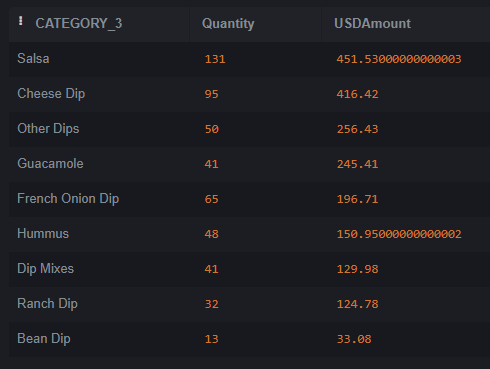 CATEGORY_3 Quantity USDAmount
Salsa 131 451.53000000000003
Cheese Dip 95 416.42
Other Dips 50 256.43
Guacamole 41 245.41
French Onion Dip 65 196.71
Hummus 48 150.95000000000002
Dip Mixes 41 129.98
Ranch Dip 32 124.78
Bean Dip 13 33.08